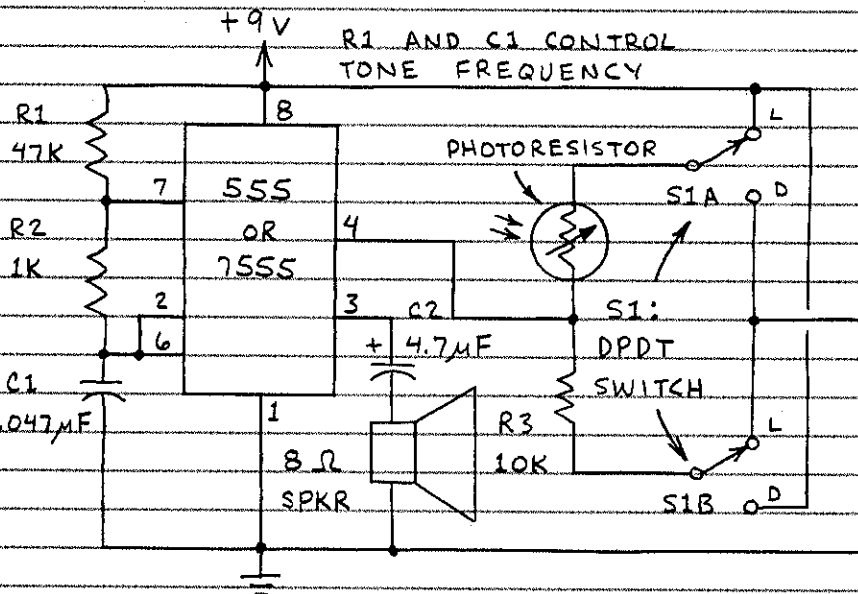 +9V
R1 AND C1 CONTROL
TONE FREQUENCY
R1
47K
8
L
PHOTORESISTOR
7
555
OR
7555
4
S1A
D
R2
1K
2
6
3
C2
+ 4.7µF
S1:
DPDT
SWITCH
C1
.047µF
1
8 Ω
SPKR
R3
10K
L
S1B
D